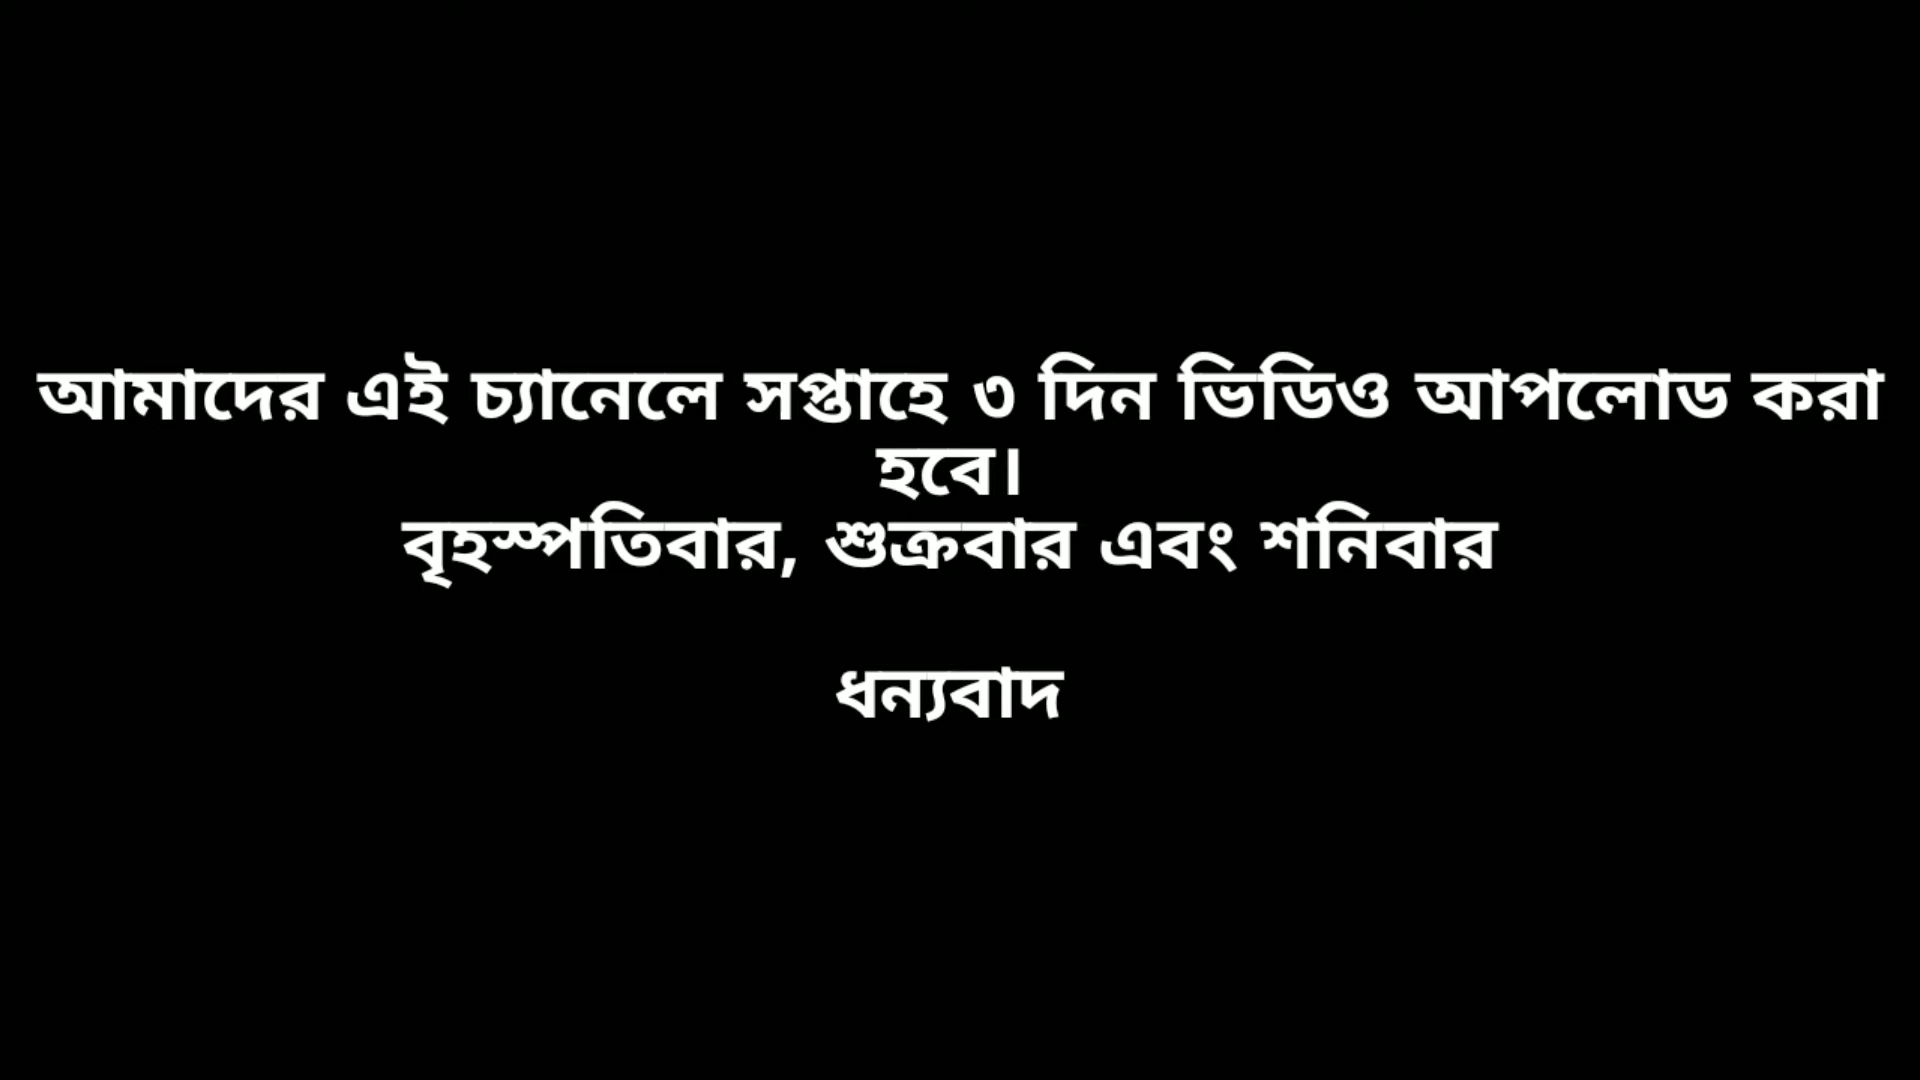 আমাদের এই চ্যানেলে সপ্তাহে ৩ দিন ভিডিও আপলোড করা
হবে।
বৃহস্পতিবার, শুক্রবার এবং শনিবার
ধন্যবাদ